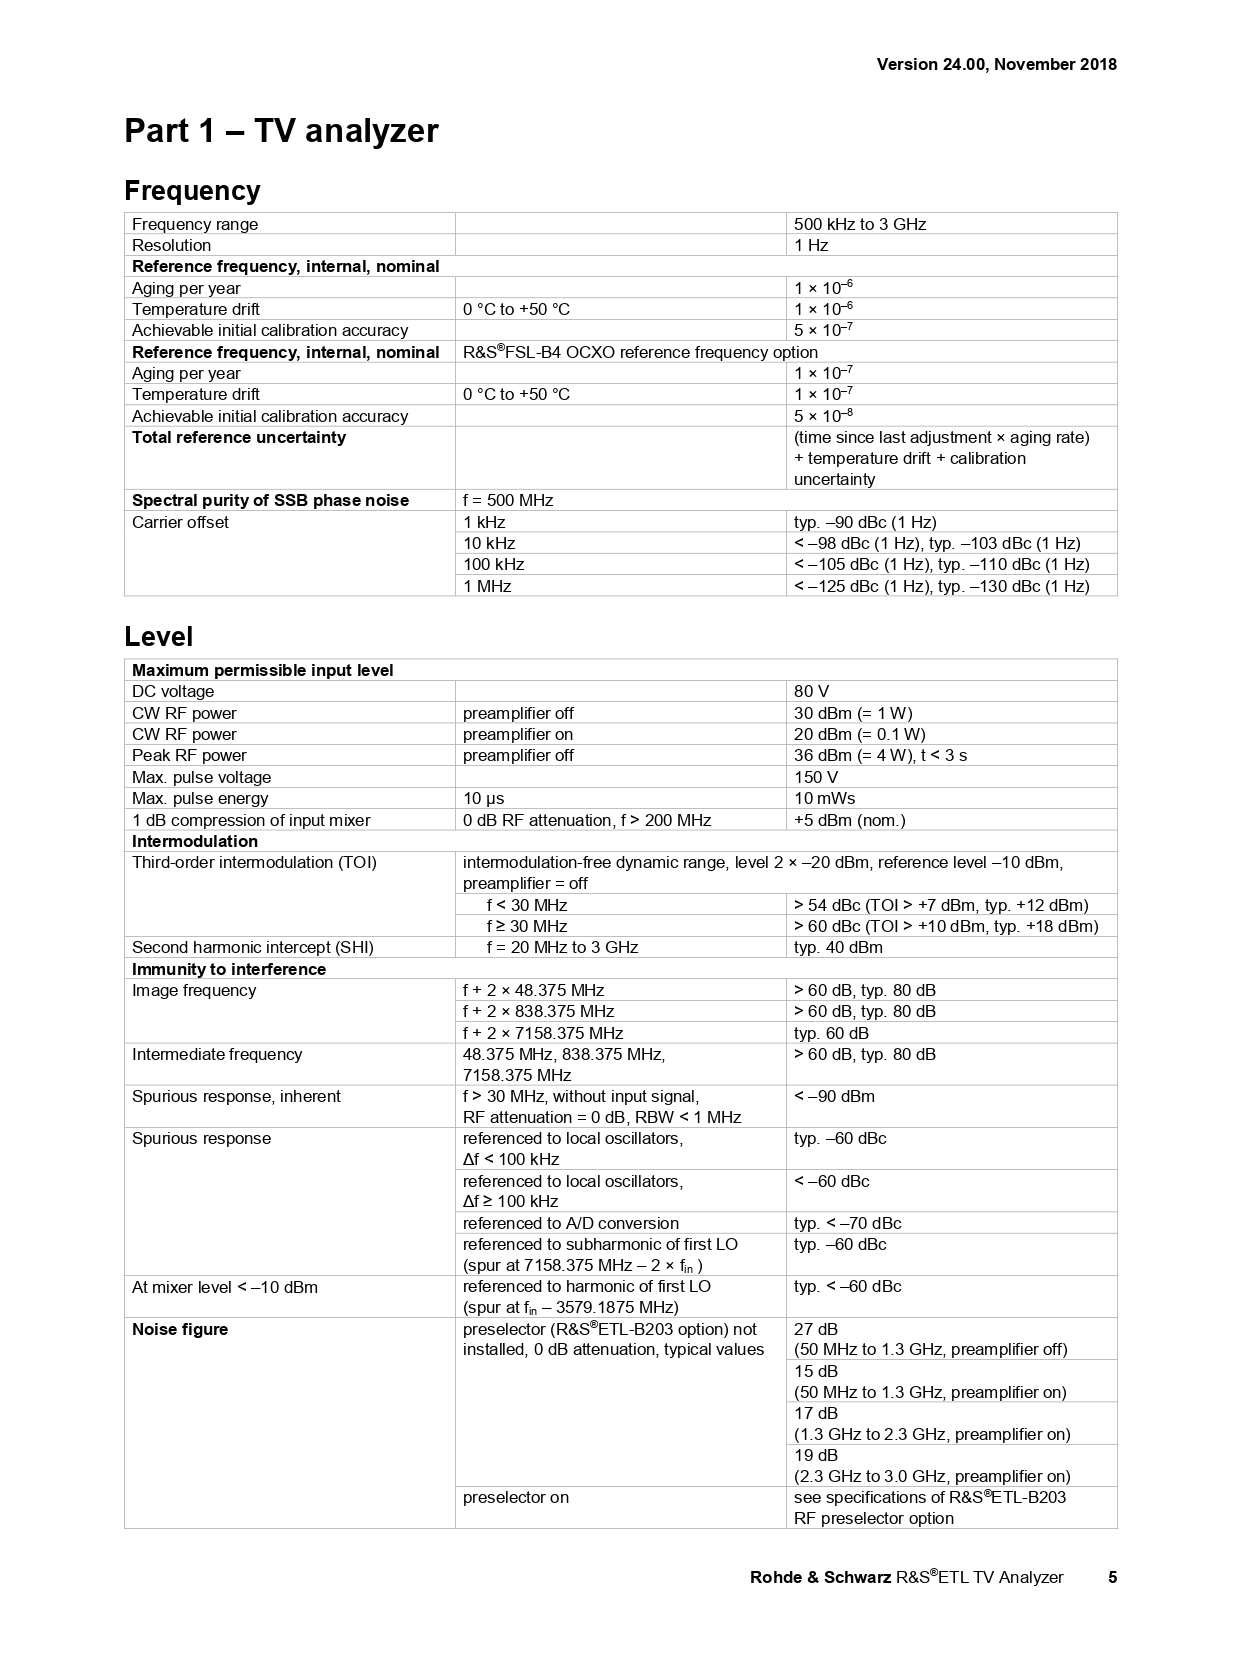 Version 24.00, November 2018
Part 1 – TV analyzer
Frequency
Frequency range 500 kHz to 3 GHz
Resolution 1 Hz
Reference frequency, internal, nominal
Aging per year 1 × 10⁻⁶
Temperature drift 0 °C to +50 °C 1 × 10⁻⁶
Achievable initial calibration accuracy 5 × 10⁻⁷
Reference frequency, internal, nominal R&S®FSL-B4 OCXO reference frequency option
Aging per year 1 × 10⁻⁷
Temperature drift 0 °C to +50 °C 1 × 10⁻⁷
Achievable initial calibration accuracy 5 × 10⁻⁸
Total reference uncertainty (time since last adjustment × aging rate)
+ temperature drift + calibration
uncertainty
Spectral purity of SSB phase noise f = 500 MHz
Carrier offset 1 kHz typ. –90 dBc (1 Hz)
10 kHz < –98 dBc (1 Hz), typ. –103 dBc (1 Hz)
100 kHz < –105 dBc (1 Hz), typ. –110 dBc (1 Hz)
1 MHz < –125 dBc (1 Hz), typ. –130 dBc (1 Hz)
Level
Maximum permissible input level
DC voltage 80 V
CW RF power preamplifier off 30 dBm (= 1 W)
CW RF power preamplifier on 20 dBm (= 0.1 W)
Peak RF power preamplifier off 36 dBm (= 4 W), t < 3 s
Max. pulse voltage 150 V
Max. pulse energy 10 μs 10 mWs
1 dB compression of input mixer 0 dB RF attenuation, f > 200 MHz +5 dBm (nom.)
Intermodulation
Third-order intermodulation (TOI) intermodulation-free dynamic range, level 2 × –20 dBm, reference level –10 dBm,
preamplifier = off
f < 30 MHz > 54 dBc (TOI > +7 dBm, typ. +12 dBm)
f ≥ 30 MHz > 60 dBc (TOI > +10 dBm, typ. +18 dBm)
Second harmonic intercept (SHI) f = 20 MHz to 3 GHz typ. 40 dBm
Immunity to interference
Image frequency f + 2 × 48.375 MHz > 60 dB, typ. 80 dB
f + 2 × 838.375 MHz > 60 dB, typ. 80 dB
f + 2 × 7158.375 MHz typ. 60 dB
Intermediate frequency 48.375 MHz, 838.375 MHz, > 60 dB, typ. 80 dB
7158.375 MHz
Spurious response, inherent f > 30 MHz, without input signal, < –90 dBm
RF attenuation = 0 dB, RBW < 1 MHz
Spurious response referenced to local oscillators, typ. –60 dBc
Δf < 100 kHz
referenced to local oscillators, < –60 dBc
Δf ≥ 100 kHz
referenced to A/D conversion typ. < –70 dBc
referenced to subharmonic of first LO typ. –60 dBc
(spur at 7158.375 MHz – 2 × fin )
At mixer level < –10 dBm referenced to harmonic of first LO typ. < –60 dBc
(spur at fin – 3579.1875 MHz)
Noise figure preselector (R&S®ETL-B203 option) not 27 dB
installed, 0 dB attenuation, typical values (50 MHz to 1.3 GHz, preamplifier off)
15 dB
(50 MHz to 1.3 GHz, preamplifier on)
17 dB
(1.3 GHz to 2.3 GHz, preamplifier on)
19 dB
(2.3 GHz to 3.0 GHz, preamplifier on)
preselector on see specifications of R&S®ETL-B203
RF preselector option
Rohde & Schwarz R&S®ETL TV Analyzer 5